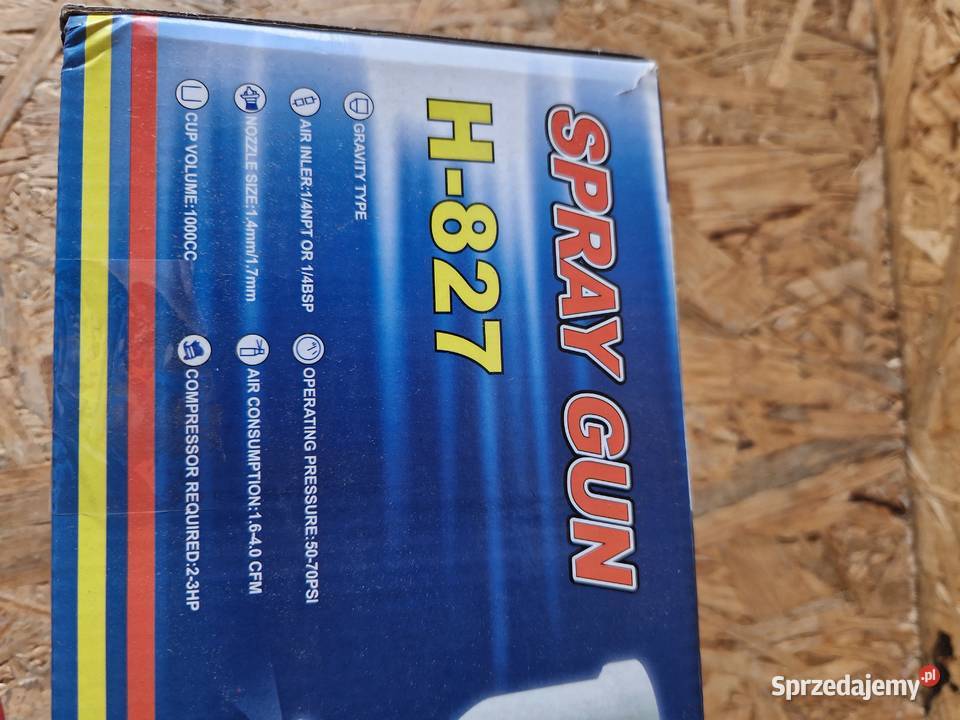 SPRAY GUN
H-827
GRAVITY TYPE
AIR INLER:1/4NPT OR 1/4BSP
OPERATING PRESSURE:50-70PSI
NOZZLE SIZE:1.4mm/1.7mm
AIR CONSUMPTION:1.6-4.0 CFM
CUP VOLUME:1000CC
COMPRESSOR REQUIRED:2-3HP
Sprzedajemy.pl